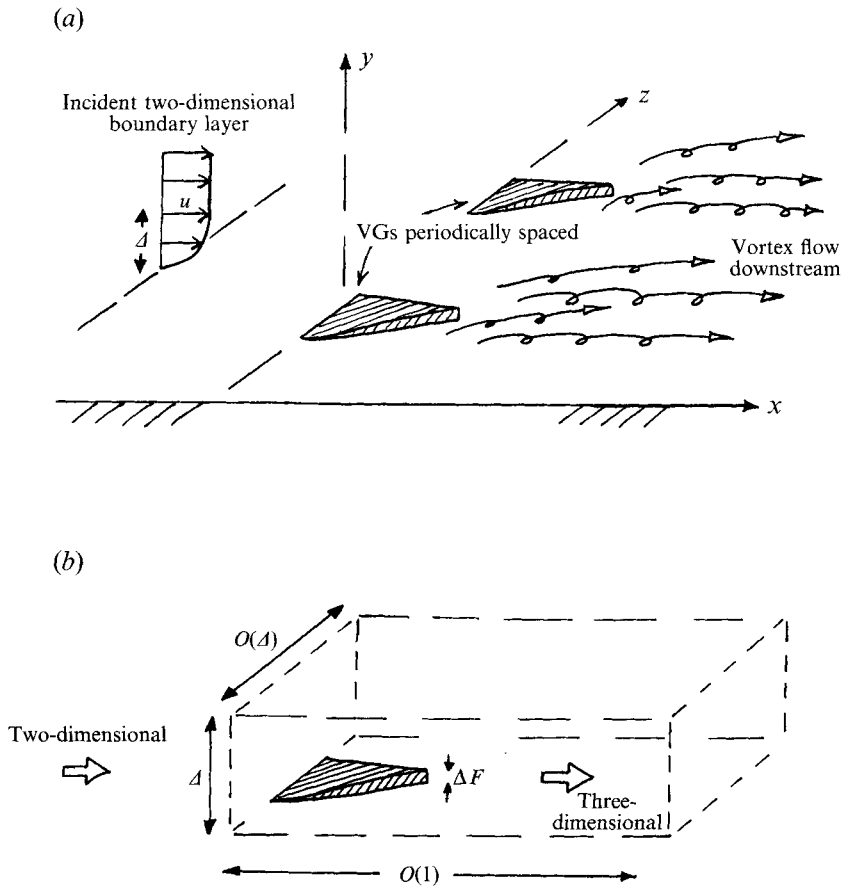 (a)
y
Incident two-dimensional
boundary layer
z
u
Δ
VGs periodically spaced
Vortex flow
downstream
x
(b)
O(Δ)
Two-dimensional
Δ
ΔF
Three-
dimensional
O(1)